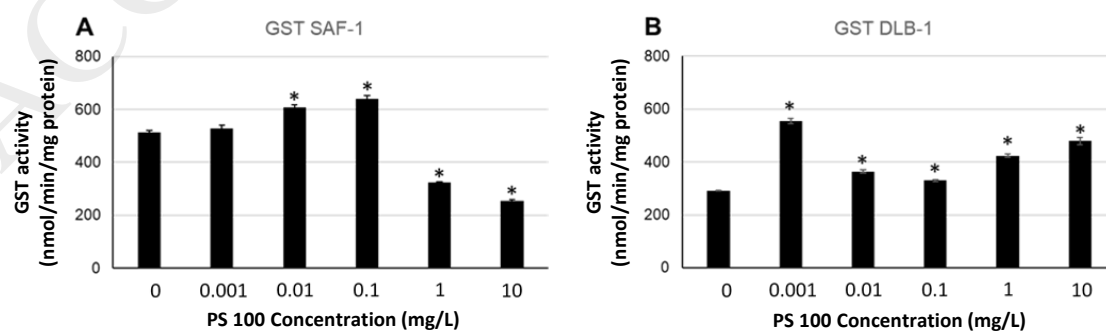 A
GST SAF-1
800
600
400
200
0
GST activity
(nmol/min/mg protein)
* * * *
0 0.001 0.01 0.1 1 10
PS 100 Concentration (mg/L)
B
GST DLB-1
800
600
400
200
0
GST activity
(nmol/min/mg protein)
* * * * *
0 0.001 0.01 0.1 1 10
PS 100 Concentration (mg/L)